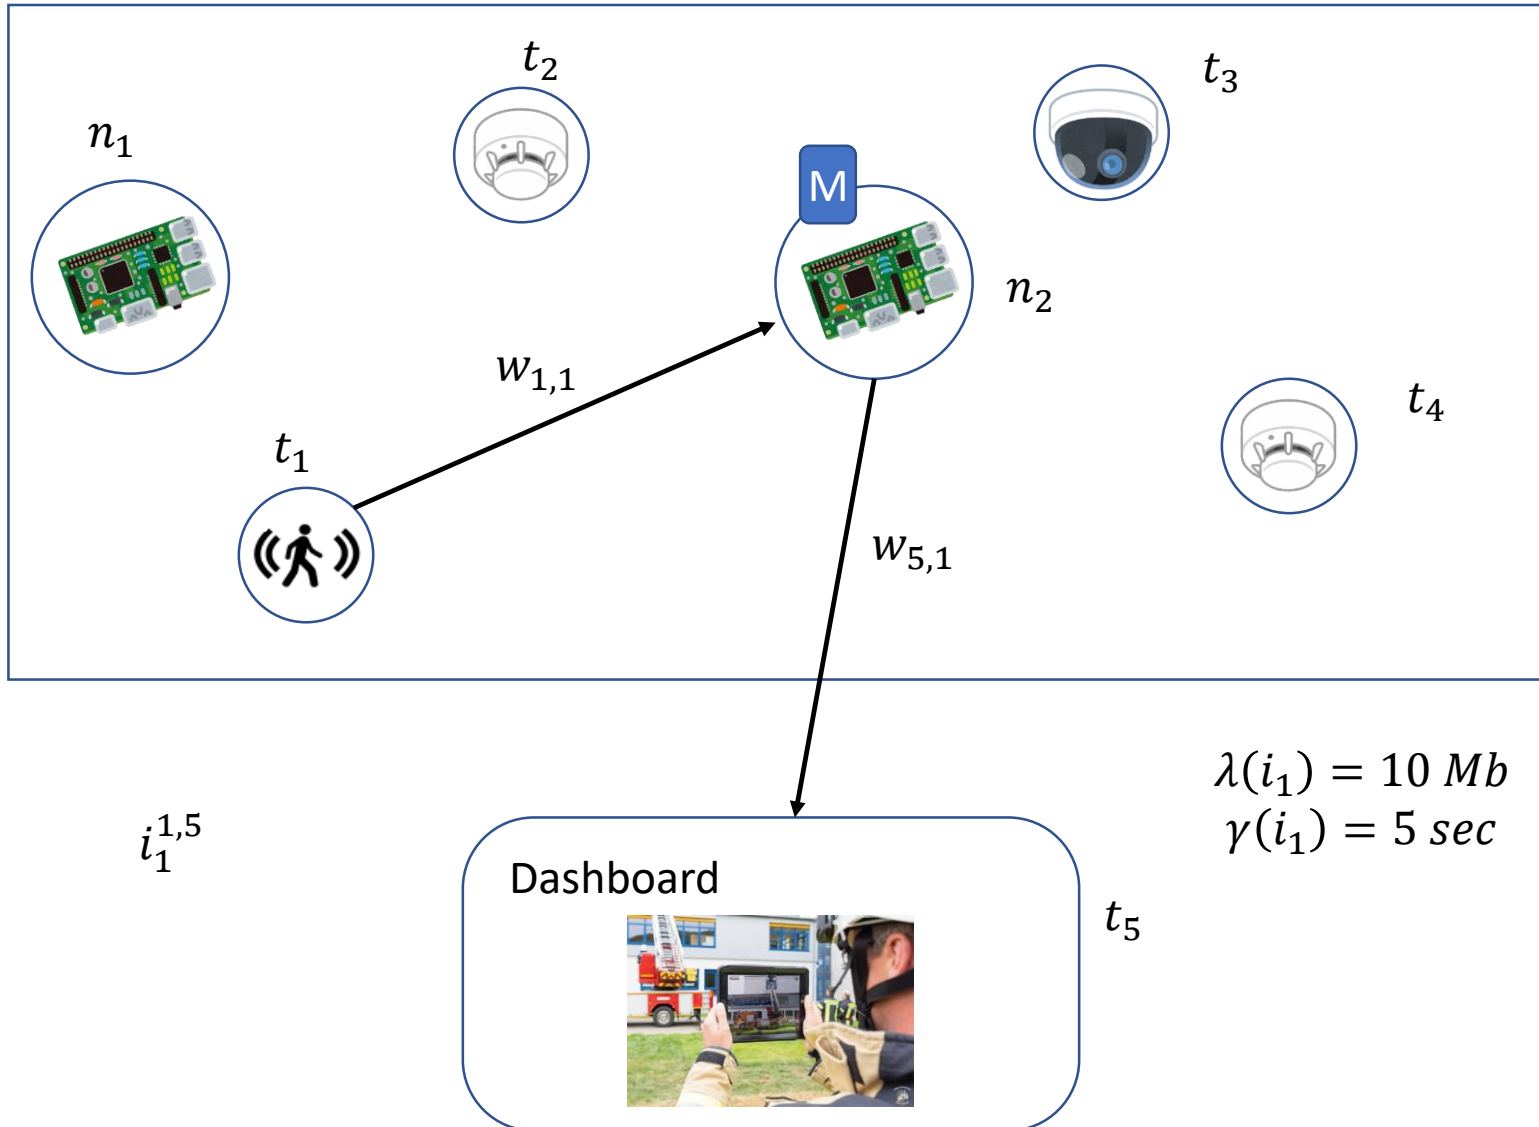 t₂
t₃
n₁
M
n₂
w₁,₁
t₄
t₁
w₅,₁
λ(i₁) = 10 Mb
γ(i₁) = 5 sec
i₁^{1,5}
Dashboard
t₅